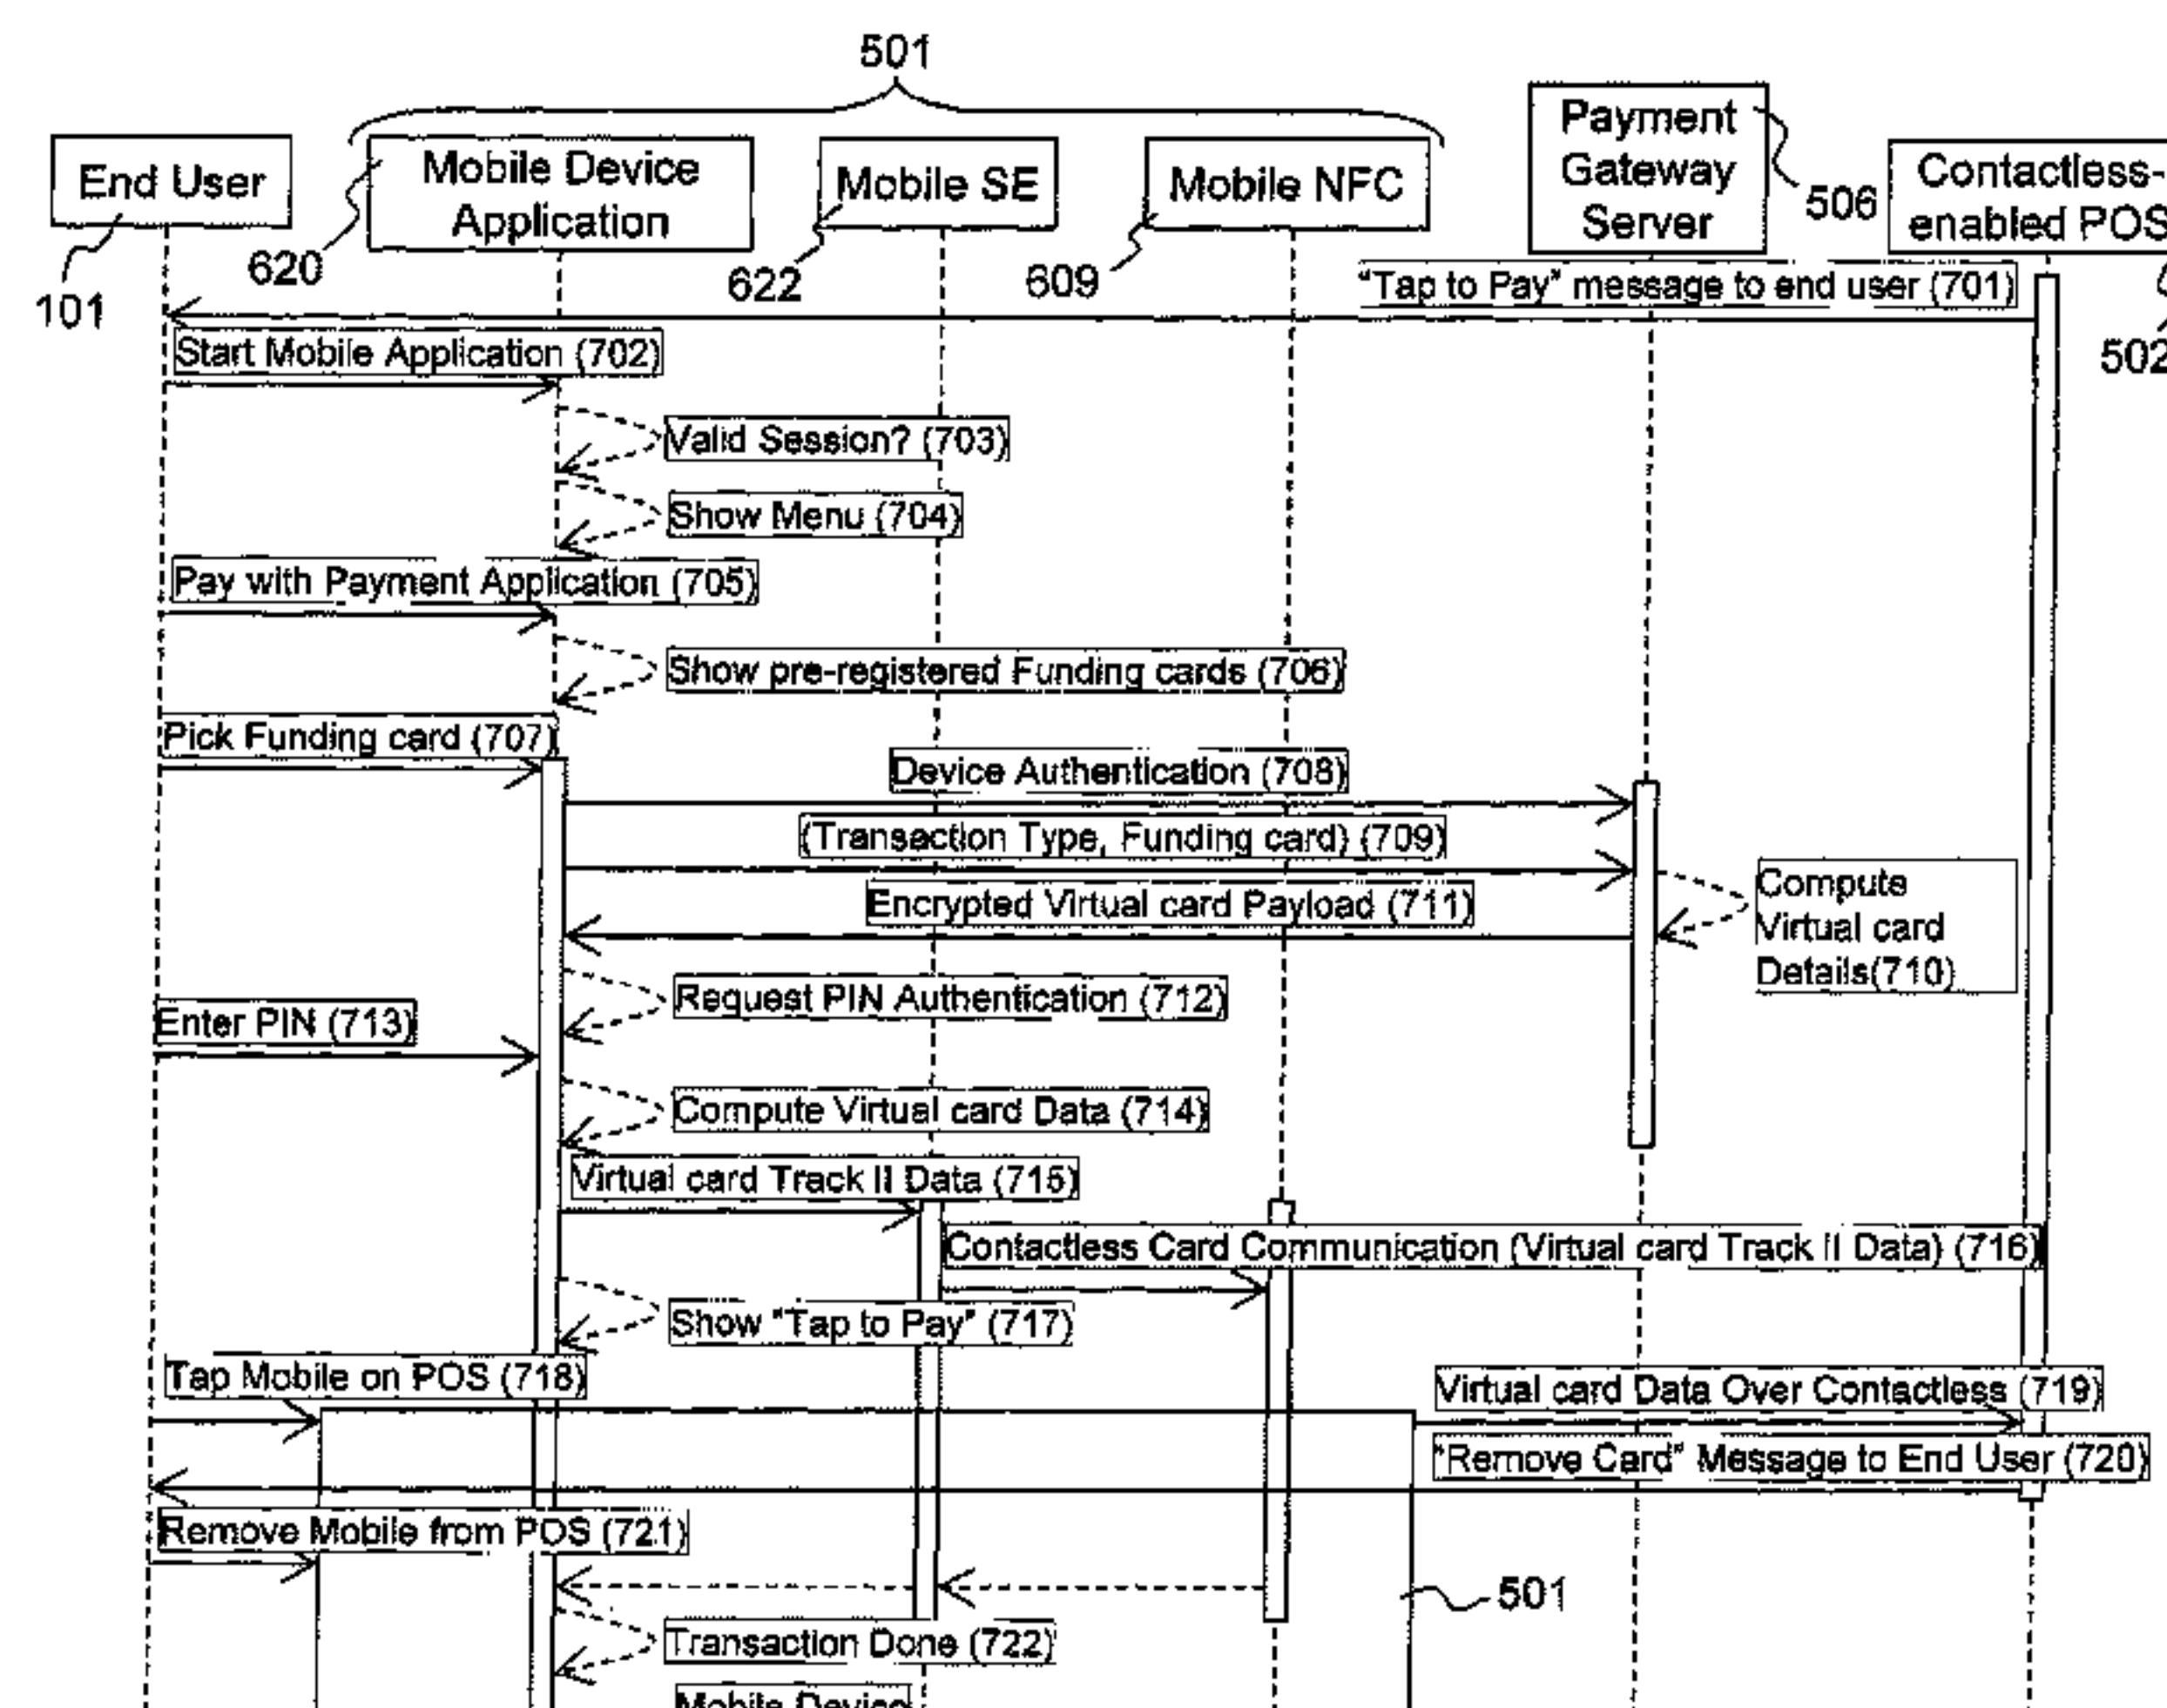 501
End User
Mobile Device
Application
Mobile SE
Mobile NFC
Payment
Gateway
Server
Contactless-
enabled POS
101
620
622
609
506
502
"Tap to Pay" message to end user (701)
Start Mobile Application (702)
Valid Session? (703)
Show Menu (704)
Pay with Payment Application (705)
Show pre-registered Funding cards (706)
Pick Funding card (707)
Device Authentication (708)
(Transaction Type, Funding card) (709)
Compute
Virtual card
Details(710)
Encrypted Virtual card Payload (711)
Request PIN Authentication (712)
Enter PIN (713)
Compute Virtual card Data (714)
Virtual card Track II Data (715)
Contactless Card Communication (Virtual card Track II Data) (716)
Show "Tap to Pay" (717)
Tap Mobile on POS (718)
Virtual card Data Over Contactless (719)
"Remove Card" Message to End User (720)
Remove Mobile from POS (721)
501
Transaction Done (722)
Mobile Device